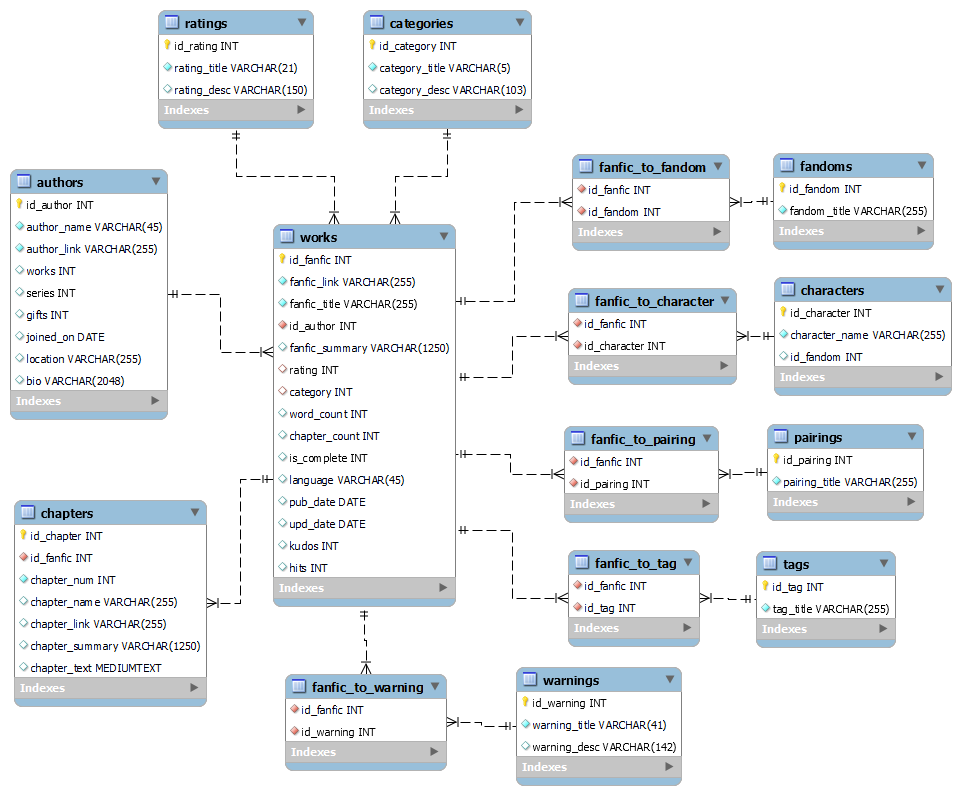 ratings
id_rating INT
rating_title VARCHAR(21)
rating_desc VARCHAR(150)
Indexes
categories
id_category INT
category_title VARCHAR(5)
category_desc VARCHAR(103)
Indexes
authors
id_author INT
author_name VARCHAR(45)
author_link VARCHAR(255)
works INT
series INT
gifts INT
joined_on DATE
location VARCHAR(255)
bio VARCHAR(2048)
Indexes
works
id_fanfic INT
fanfic_link VARCHAR(255)
fanfic_title VARCHAR(255)
id_author INT
fanfic_summary VARCHAR(1250)
rating INT
category INT
word_count INT
chapter_count INT
is_complete INT
language VARCHAR(45)
pub_date DATE
upd_date DATE
kudos INT
hits INT
Indexes
fanfic_to_fandom
id_fanfic INT
id_fandom INT
Indexes
fandoms
id_fandom INT
fandom_title VARCHAR(255)
Indexes
fanfic_to_character
id_fanfic INT
id_character INT
Indexes
characters
id_character INT
character_name VARCHAR(255)
id_fandom INT
Indexes
fanfic_to_pairing
id_fanfic INT
id_pairing INT
Indexes
pairings
id_pairing INT
pairing_title VARCHAR(255)
Indexes
chapters
id_chapter INT
id_fanfic INT
chapter_num INT
chapter_name VARCHAR(255)
chapter_link VARCHAR(255)
chapter_summary VARCHAR(1250)
chapter_text MEDIUMTEXT
Indexes
fanfic_to_tag
id_fanfic INT
id_tag INT
Indexes
tags
id_tag INT
tag_title VARCHAR(255)
Indexes
fanfic_to_warning
id_fanfic INT
id_warning INT
Indexes
warnings
id_warning INT
warning_title VARCHAR(41)
warning_desc VARCHAR(142)
Indexes